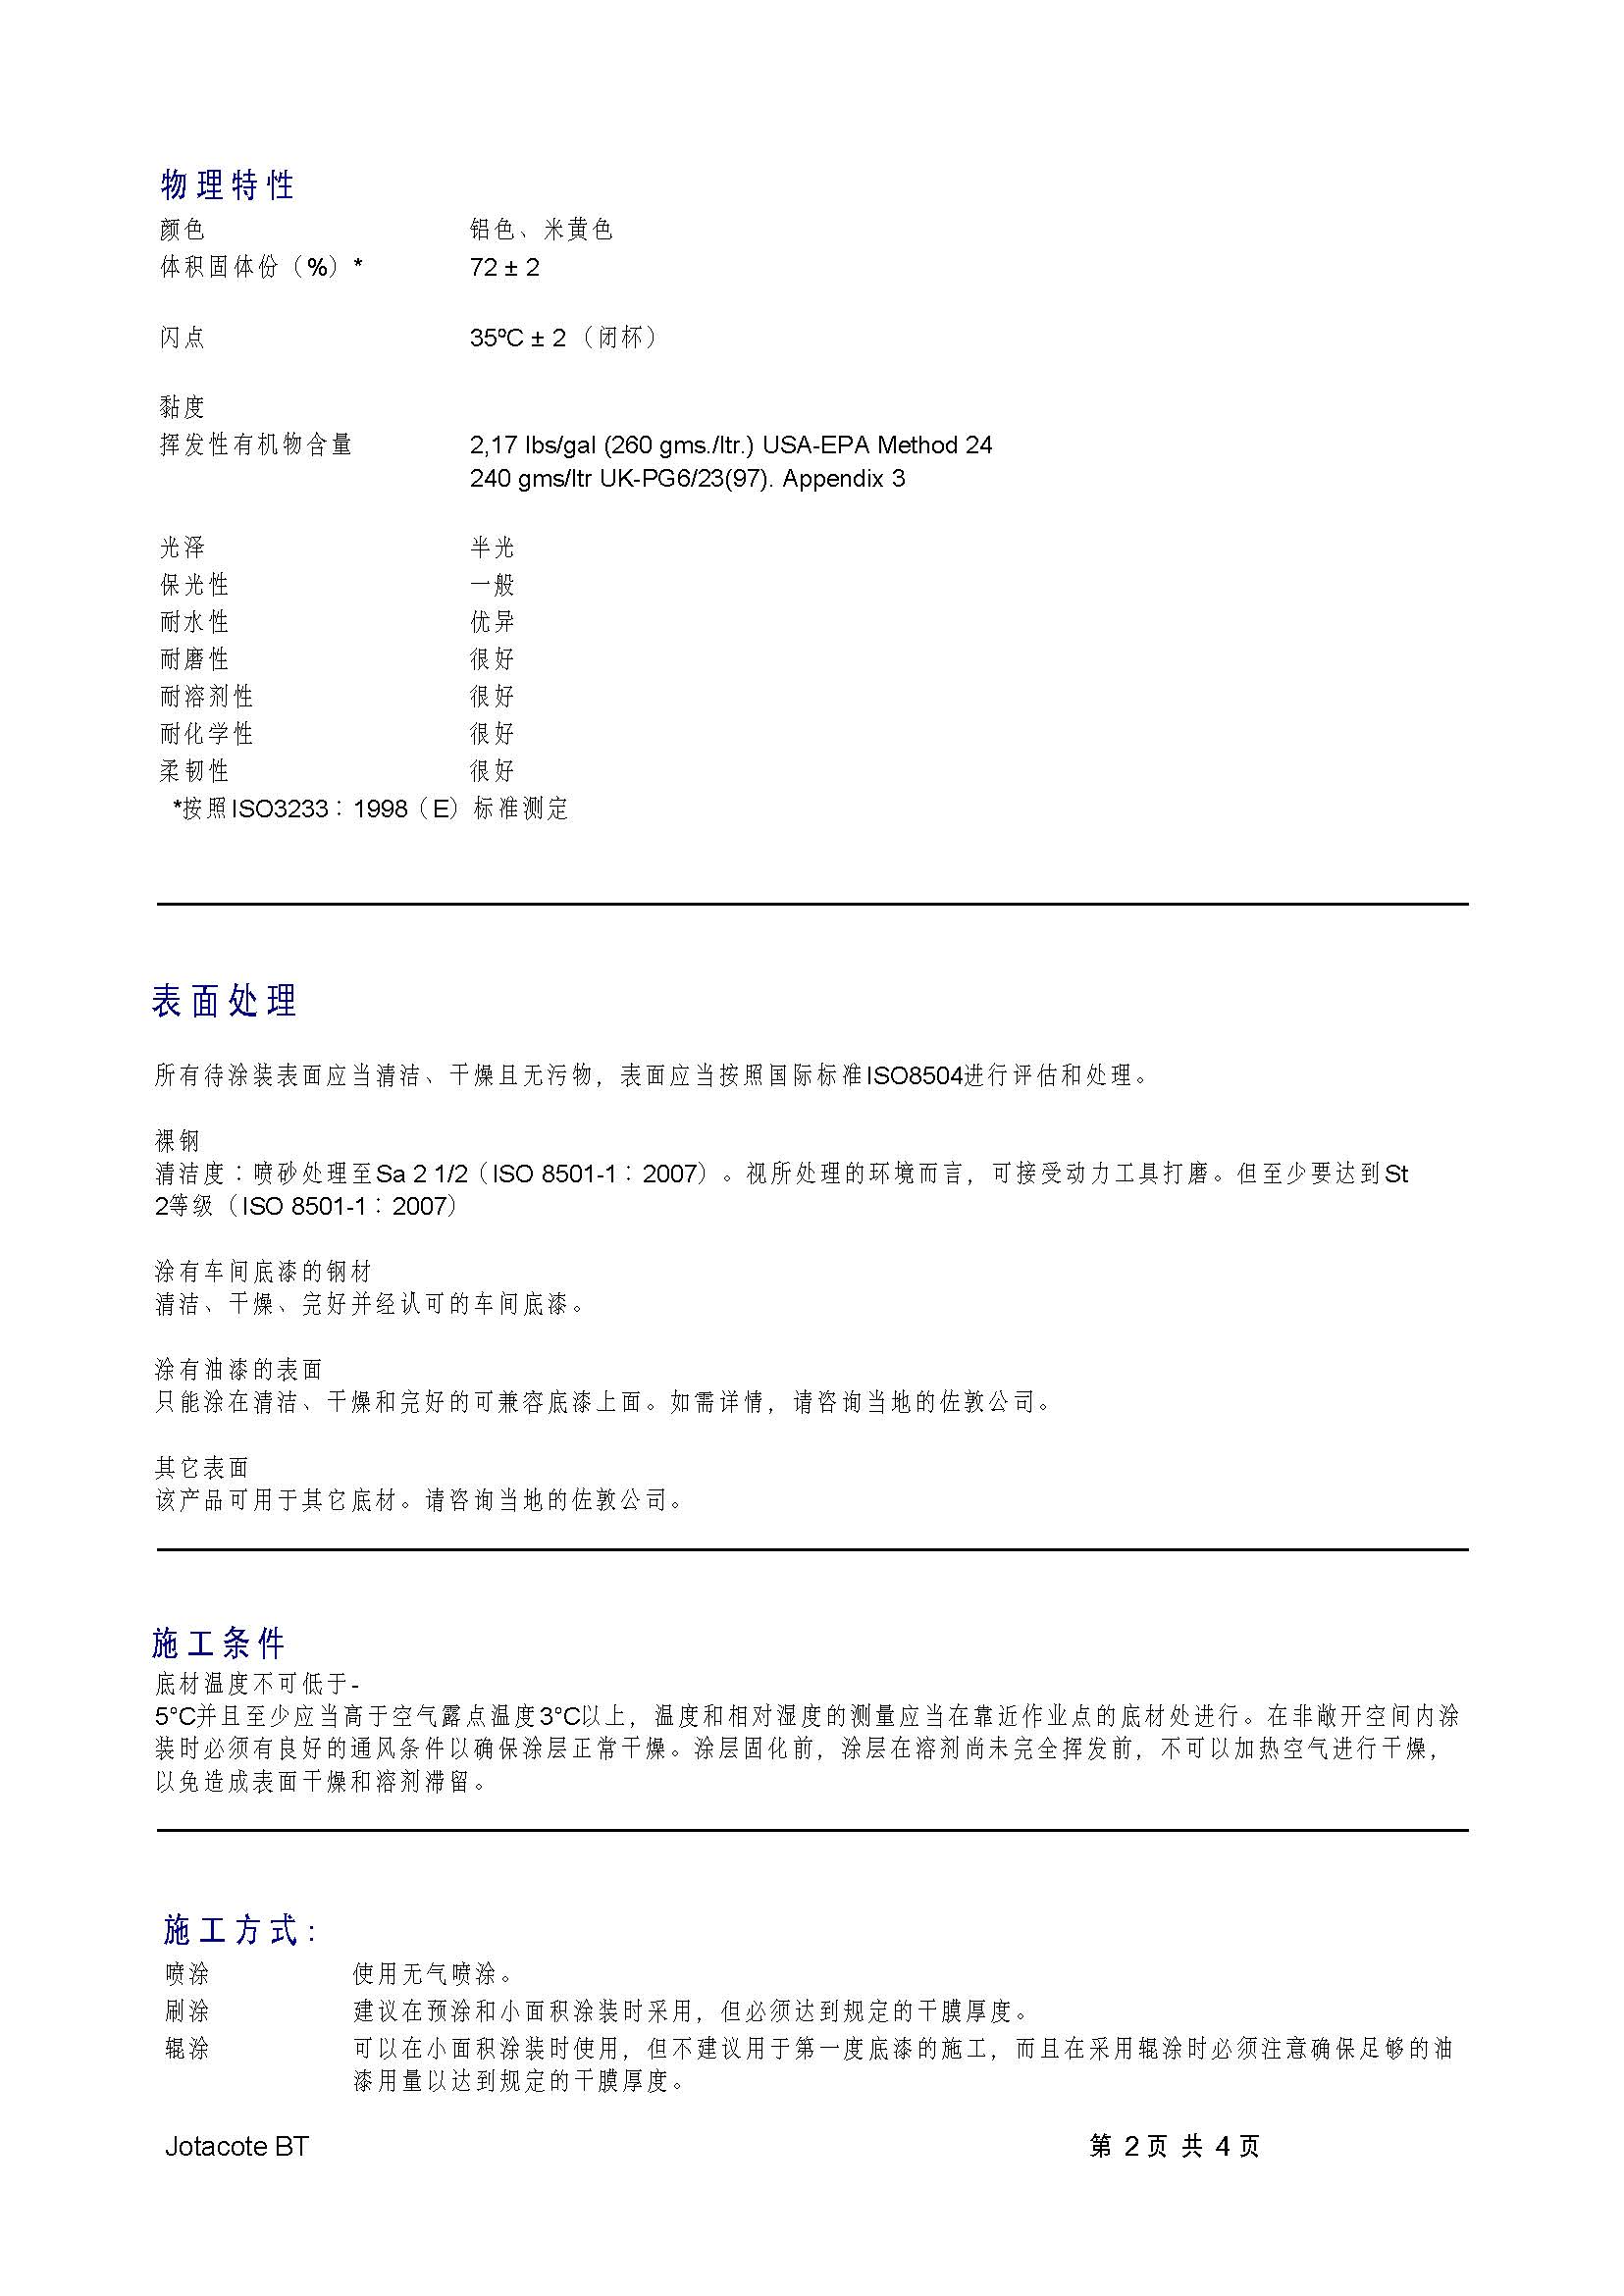 物理特性
颜色 铝色、米黄色
体积固体份（%）* 72 ± 2
闪点 35ºC ± 2（闭杯）
黏度
挥发性有机物含量 2,17 lbs/gal (260 gms./ltr.) USA-EPA Method 24
240 gms/ltr UK-PG6/23(97). Appendix 3
光泽 半光
保光性 一般
耐水性 优异
耐磨性 很好
耐溶剂性 很好
耐化学性 很好
柔韧性 很好
*按照ISO3233：1998（E）标准测定
表面处理
所有待涂装表面应当清洁、干燥且无污物，表面应当按照国际标准ISO8504进行评估和处理。
裸钢
清洁度：喷砂处理至Sa 2 1/2（ISO 8501-1：2007）。视所处理的环境而言，可接受动力工具打磨。但至少要达到St
2等级（ISO 8501-1：2007）
涂有车间底漆的钢材
清洁、干燥、完好并经认可的车间底漆。
涂有油漆的表面
只能涂在清洁、干燥和完好的可兼容底漆上面。如需详情，请咨询当地的佐敦公司。
其它表面
该产品可用于其它底材。请咨询当地的佐敦公司。
施工条件
底材温度不可低于-
5°C并且至少应当高于空气露点温度3°C以上，温度和相对湿度的测量应当在靠近作业点的底材处进行。在非敞开空间内涂
装时必须有良好的通风条件以确保涂层正常干燥。涂层固化前，涂层在溶剂尚未完全挥发前，不可以加热空气进行干燥，
以免造成表面干燥和溶剂滞留。
施工方式：
喷涂 使用无气喷涂。
刷涂 建议在预涂和小面积涂装时采用，但必须达到规定的干膜厚度。
辊涂 可以在小面积涂装时使用，但不建议用于第一度底漆的施工，而且在采用辊涂时必须注意确保足够的油
漆用量以达到规定的干膜厚度。
Jotacote BT 第 2 页 共 4 页